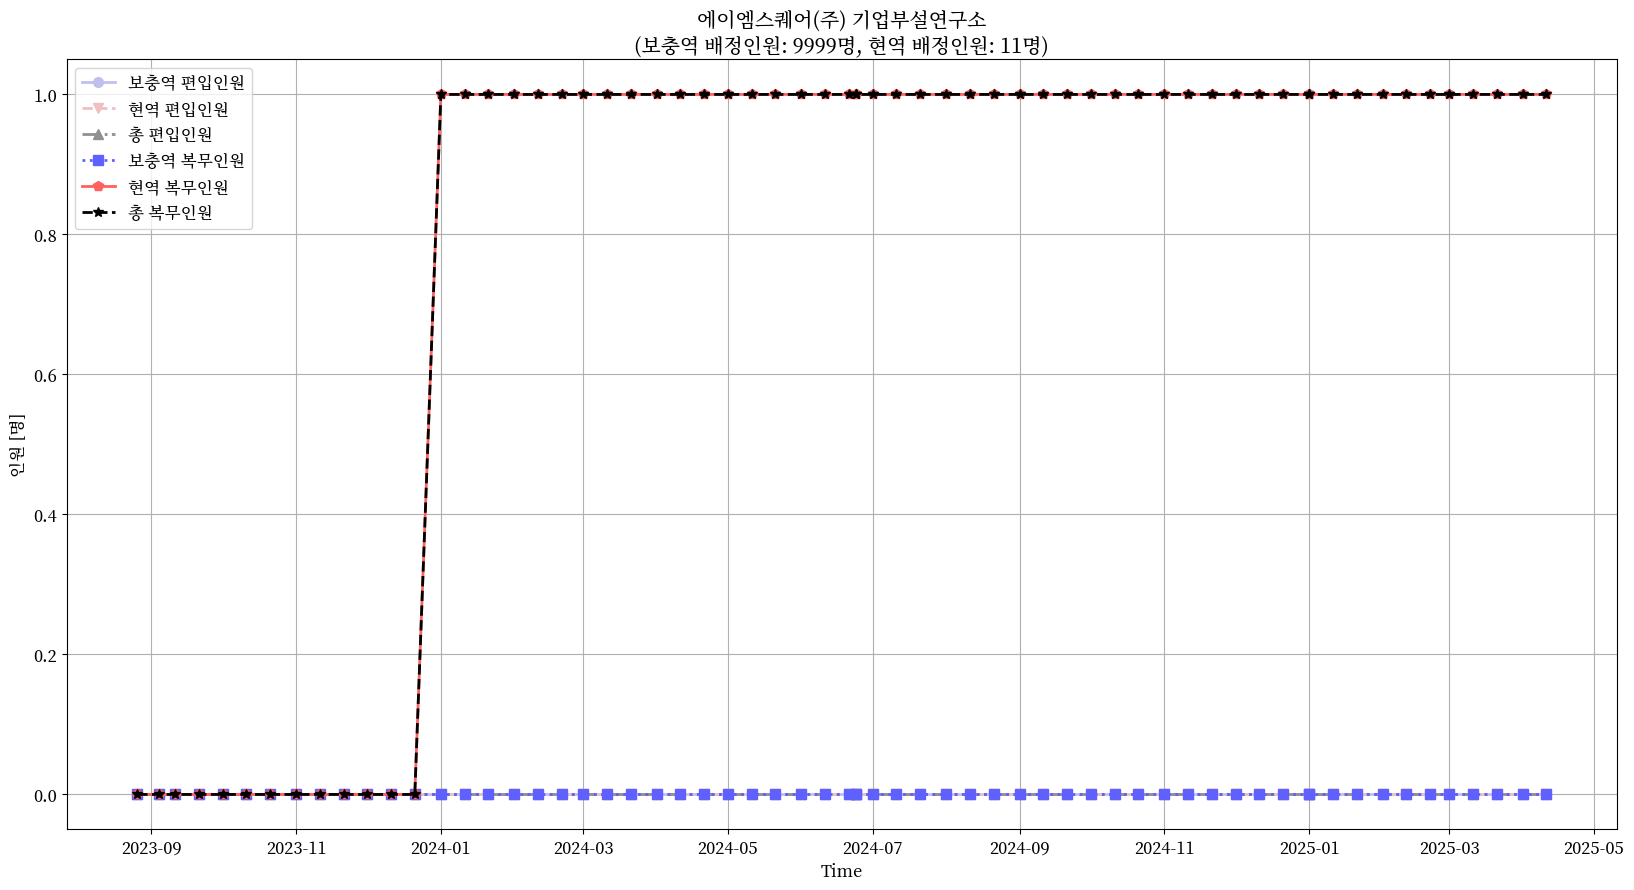 에이엠스퀘어(주) 기업부설연구소
(보충역 배정인원: 9999명, 현역 배정인원: 11명)
보충역 편입인원
현역 편입인원
총 편입인원
보충역 복무인원
현역 복무인원
총 복무인원
인원 [명]
1.0
0.8
0.6
0.4
0.2
0.0
2023-09 2023-11 2024-01 2024-03 2024-05 2024-07 2024-09 2024-11 2025-01 2025-03 2025-05
Time